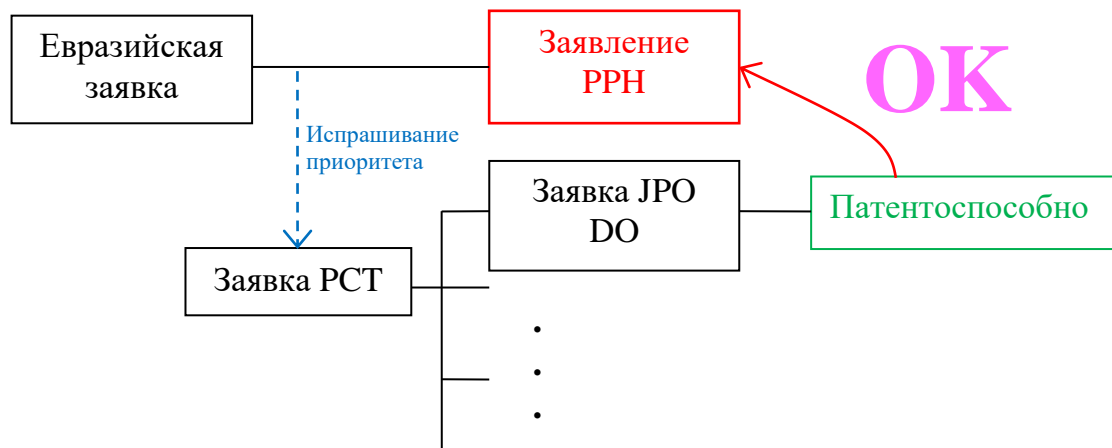 Евразийская
заявка
Заявление
PPH
OK
Испрашивание
приоритета
Заявка JPO
DO
Патентоспособно
Заявка PCT